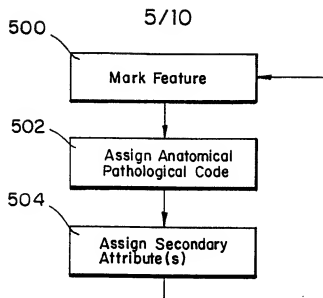 5/10
500
Mark Feature
502
Assign Anatomical
Pathological Code
504
Assign Secondary
Attribute(s)